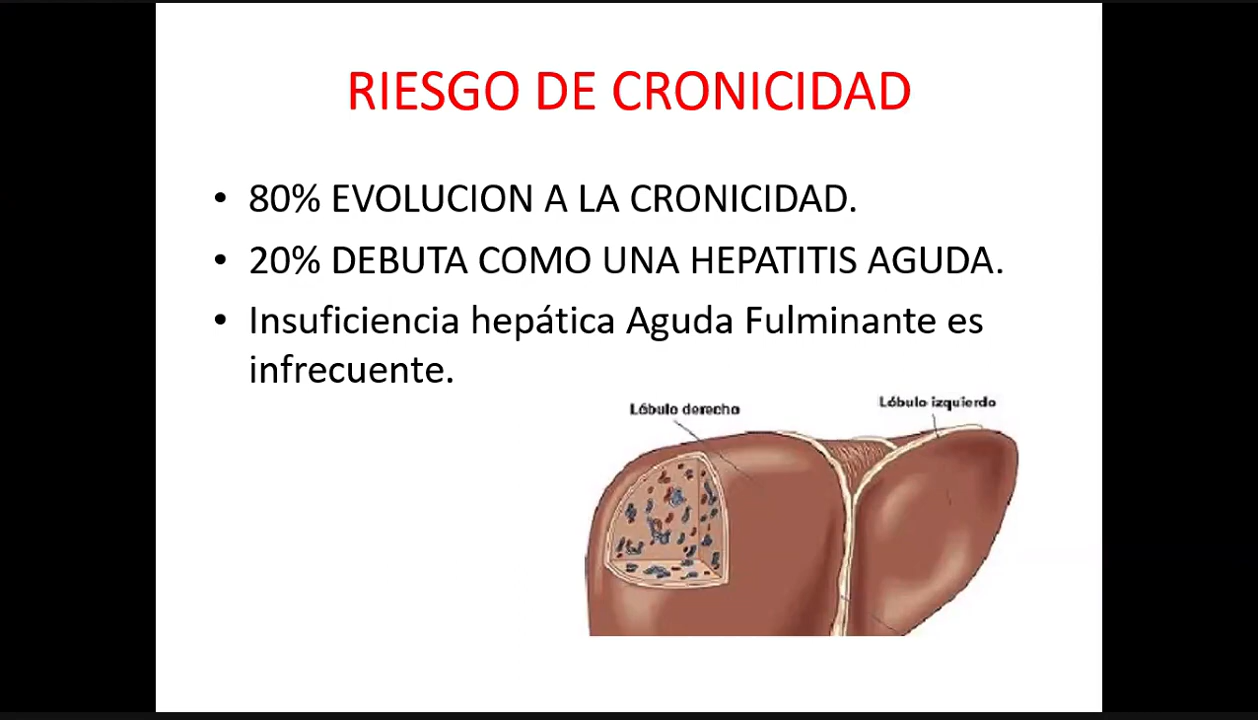 RIESGO DE CRONICIDAD
• 80% EVOLUCION A LA CRONICIDAD.
• 20% DEBUTA COMO UNA HEPATITIS AGUDA.
• Insuficiencia hepática Aguda Fulminante es
infrecuente.
Lóbulo derecho
Lóbulo izquierdo